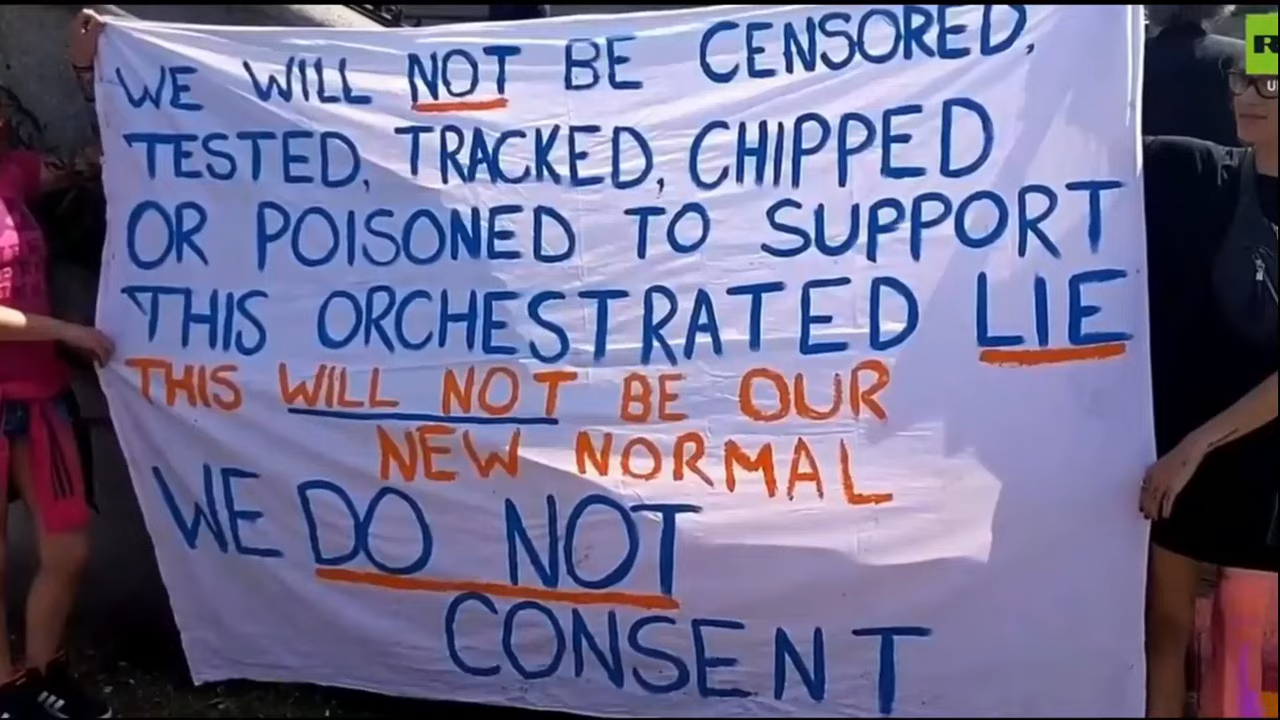 WE WILL NOT BE CENSORED,
TESTED, TRACKED, CHIPPED
OR POISONED TO SUPPORT
THIS ORCHESTRATED LIE
THIS WILL NOT BE OUR
NEW NORMAL
WE DO NOT
CONSENT
R